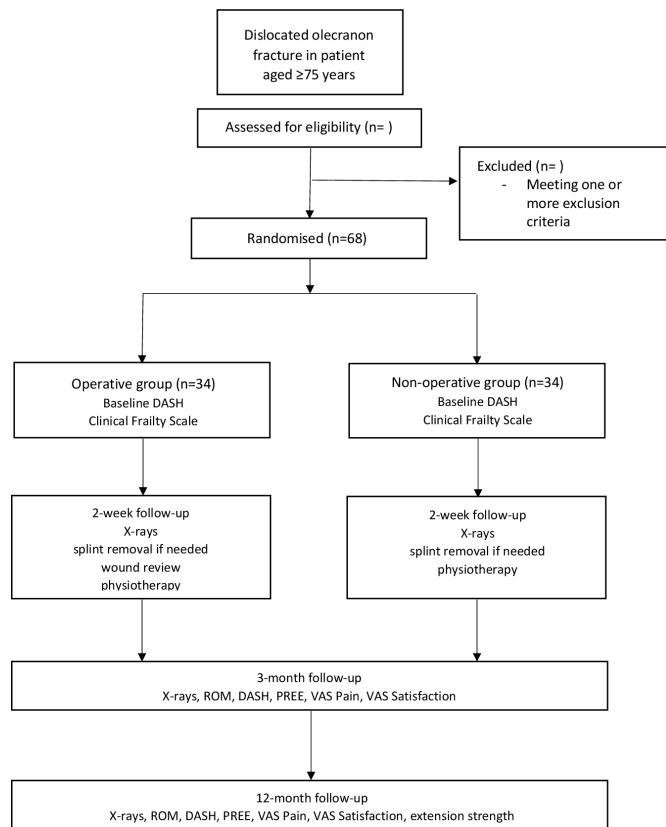 Dislocated olecranon
fracture in patient
aged ≥75 years
Assessed for eligibility (n= )
Excluded (n= )
- Meeting one or
more exclusion
criteria
Randomised (n=68)
Operative group (n=34)
Baseline DASH
Clinical Frailty Scale
Non-operative group (n=34)
Baseline DASH
Clinical Frailty Scale
2-week follow-up
X-rays
splint removal if needed
wound review
physiotherapy
2-week follow-up
X-rays
splint removal if needed
physiotherapy
3-month follow-up
X-rays, ROM, DASH, PREE, VAS Pain, VAS Satisfaction
12-month follow-up
X-rays, ROM, DASH, PREE, VAS Pain, VAS Satisfaction, extension strength